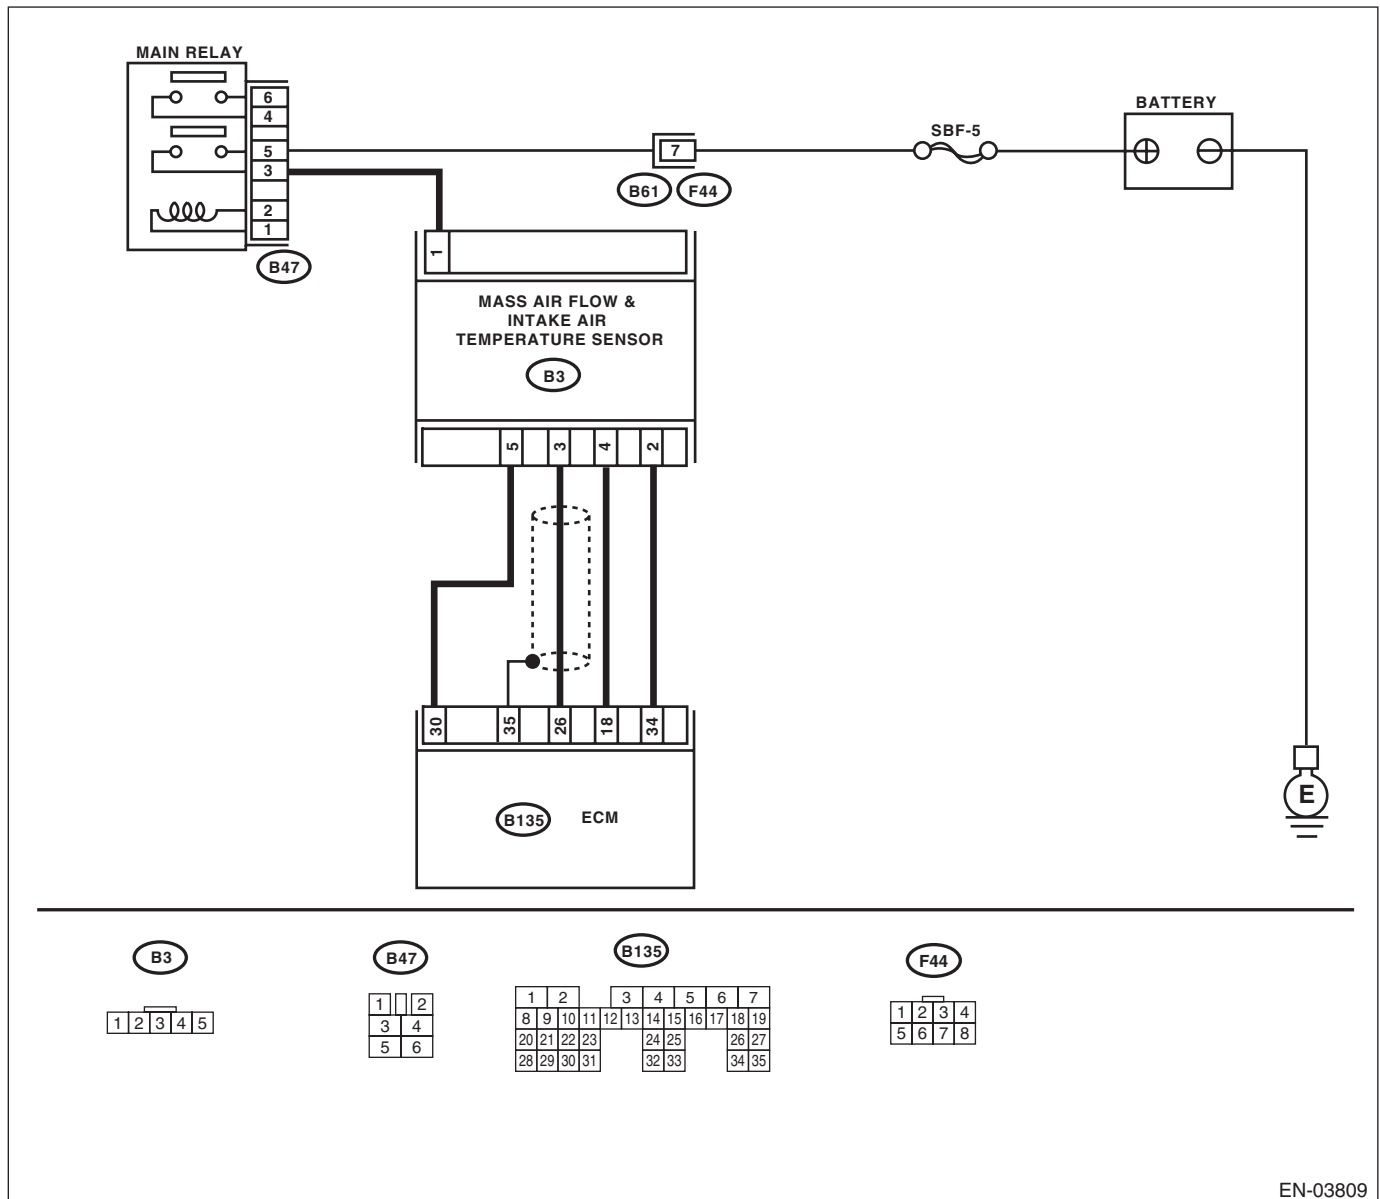 MAIN RELAY
6
4
5
3
2
1
B47
7
B61 F44
SBF-5
BATTERY
1
MASS AIR FLOW &
INTAKE AIR
TEMPERATURE SENSOR
B3
5 3 4 2
30 35 26 18 34
B135 ECM
E
B3
1 2 3 4 5
B47
1 2
3 4
5 6
B135
1 2 3 4 5 6 7
8 9 10 11 12 13 14 15 16 17 18 19
20 21 22 23 24 25 26 27
28 29 30 31 32 33 34 35
F44
1 2 3 4
5 6 7 8
EN-03809